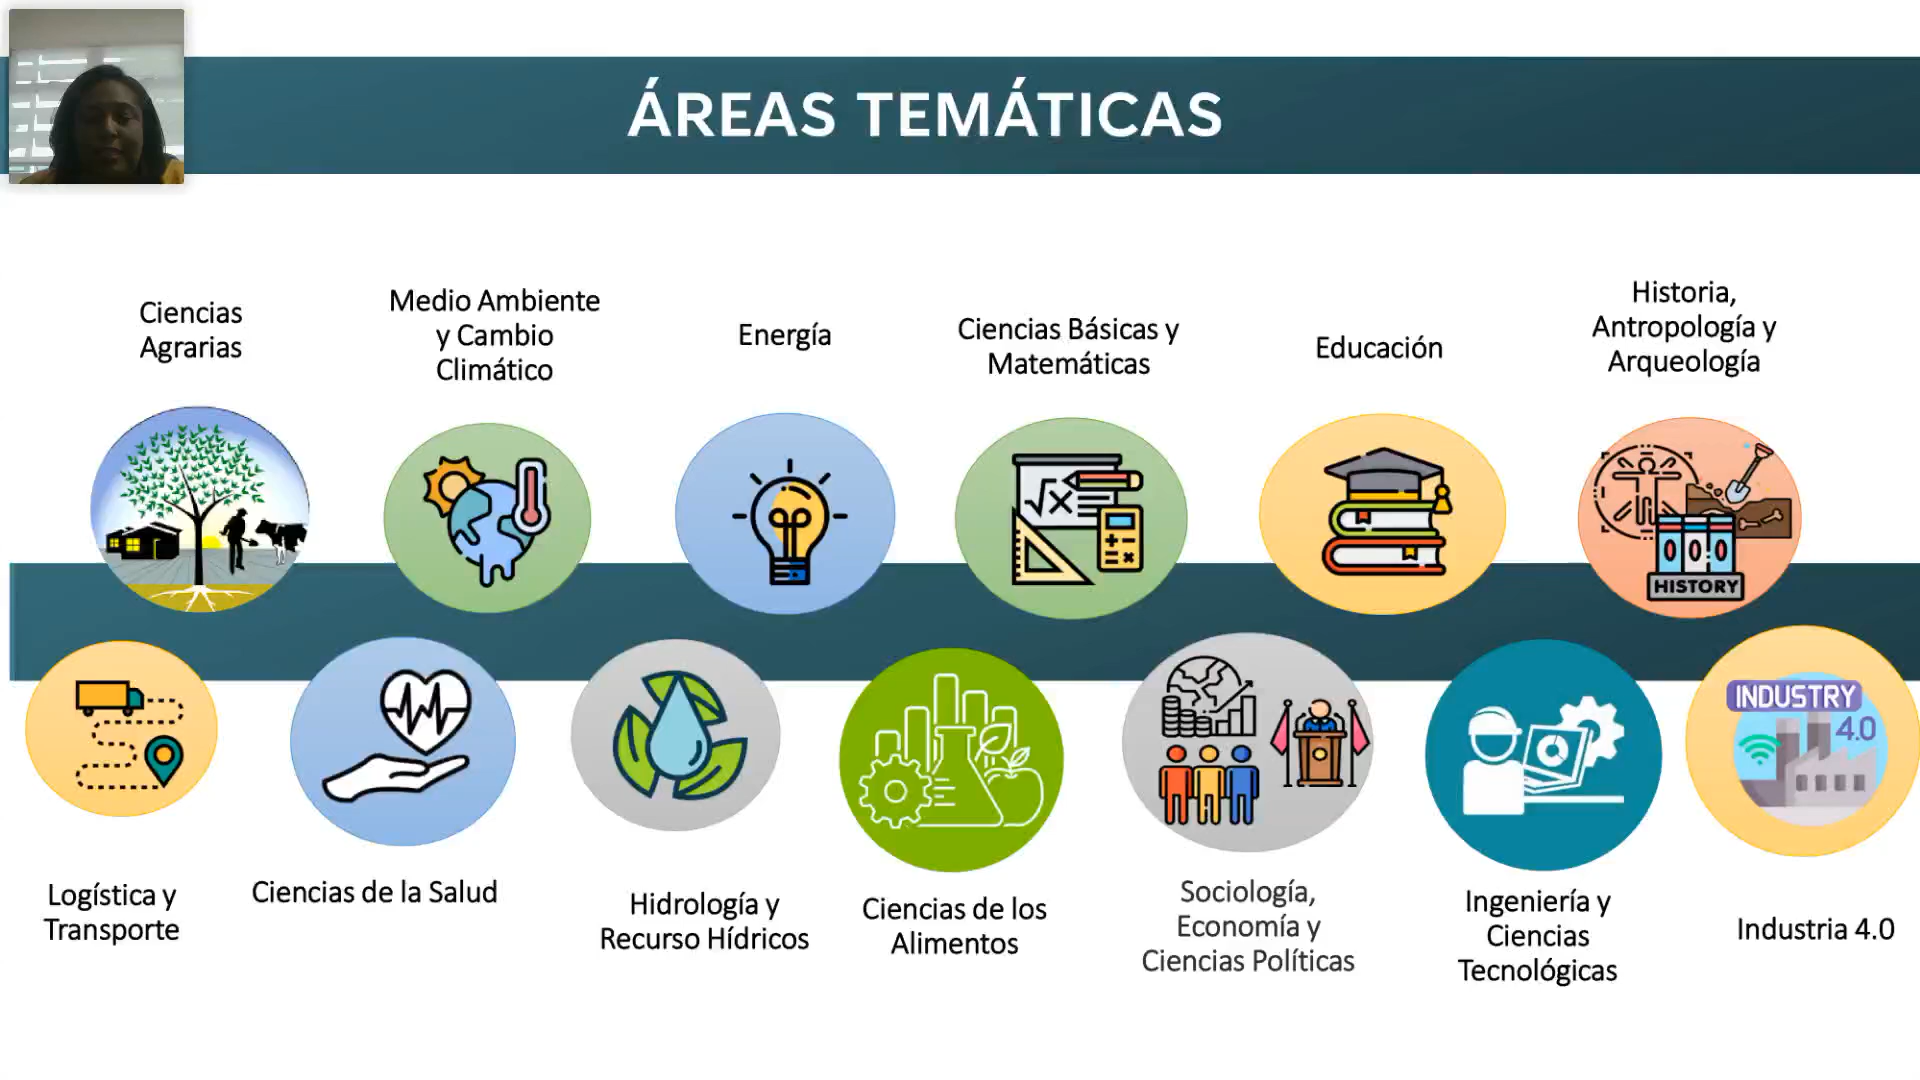 ÁREAS TEMÁTICAS
Ciencias
Agrarias
Medio Ambiente
y Cambio
Climático
Energía
Ciencias Básicas y
Matemáticas
Educación
Historia,
Antropología y
Arqueología
√x
HISTORY
INDUSTRY
4.0
Logística y
Transporte
Ciencias de la Salud
Hidrología y
Recurso Hídricos
Ciencias de los
Alimentos
Sociología,
Economía y
Ciencias Políticas
Ingeniería y
Ciencias
Tecnológicas
Industria 4.0